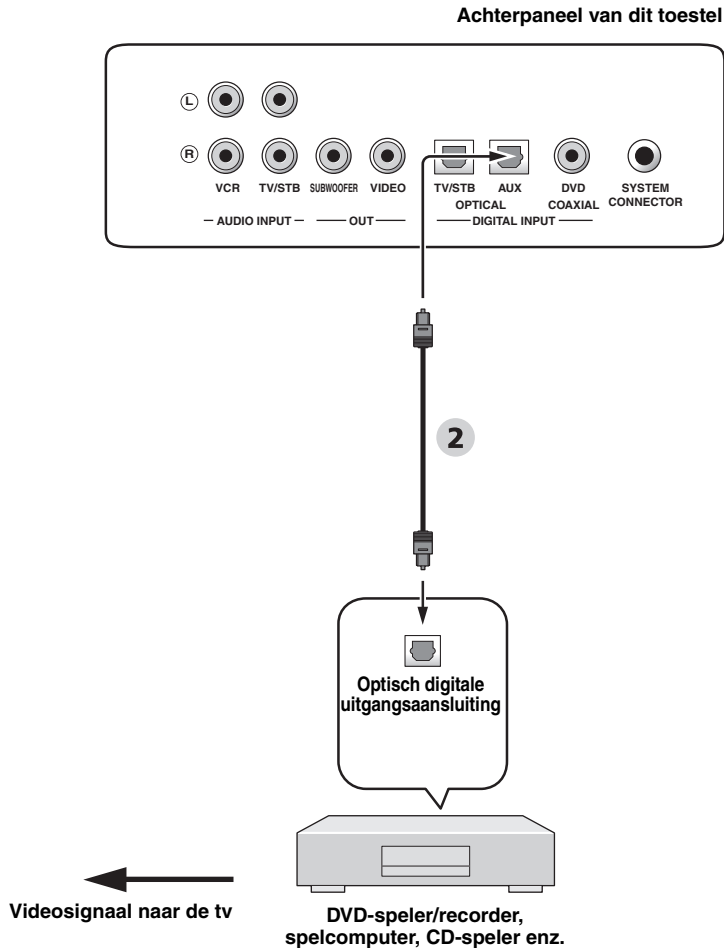 Achterpaneel van dit toestel
L
R
VCR TV/STB SUBWOOFER VIDEO TV/STB AUX DVD SYSTEM
OPTICAL COAXIAL CONNECTOR
AUDIO INPUT OUT DIGITAL INPUT
2
Optisch digitale
uitgangsaansluiting
Videosignaal naar de tv
DVD-speler/recorder,
spelcomputer, CD-speler enz.